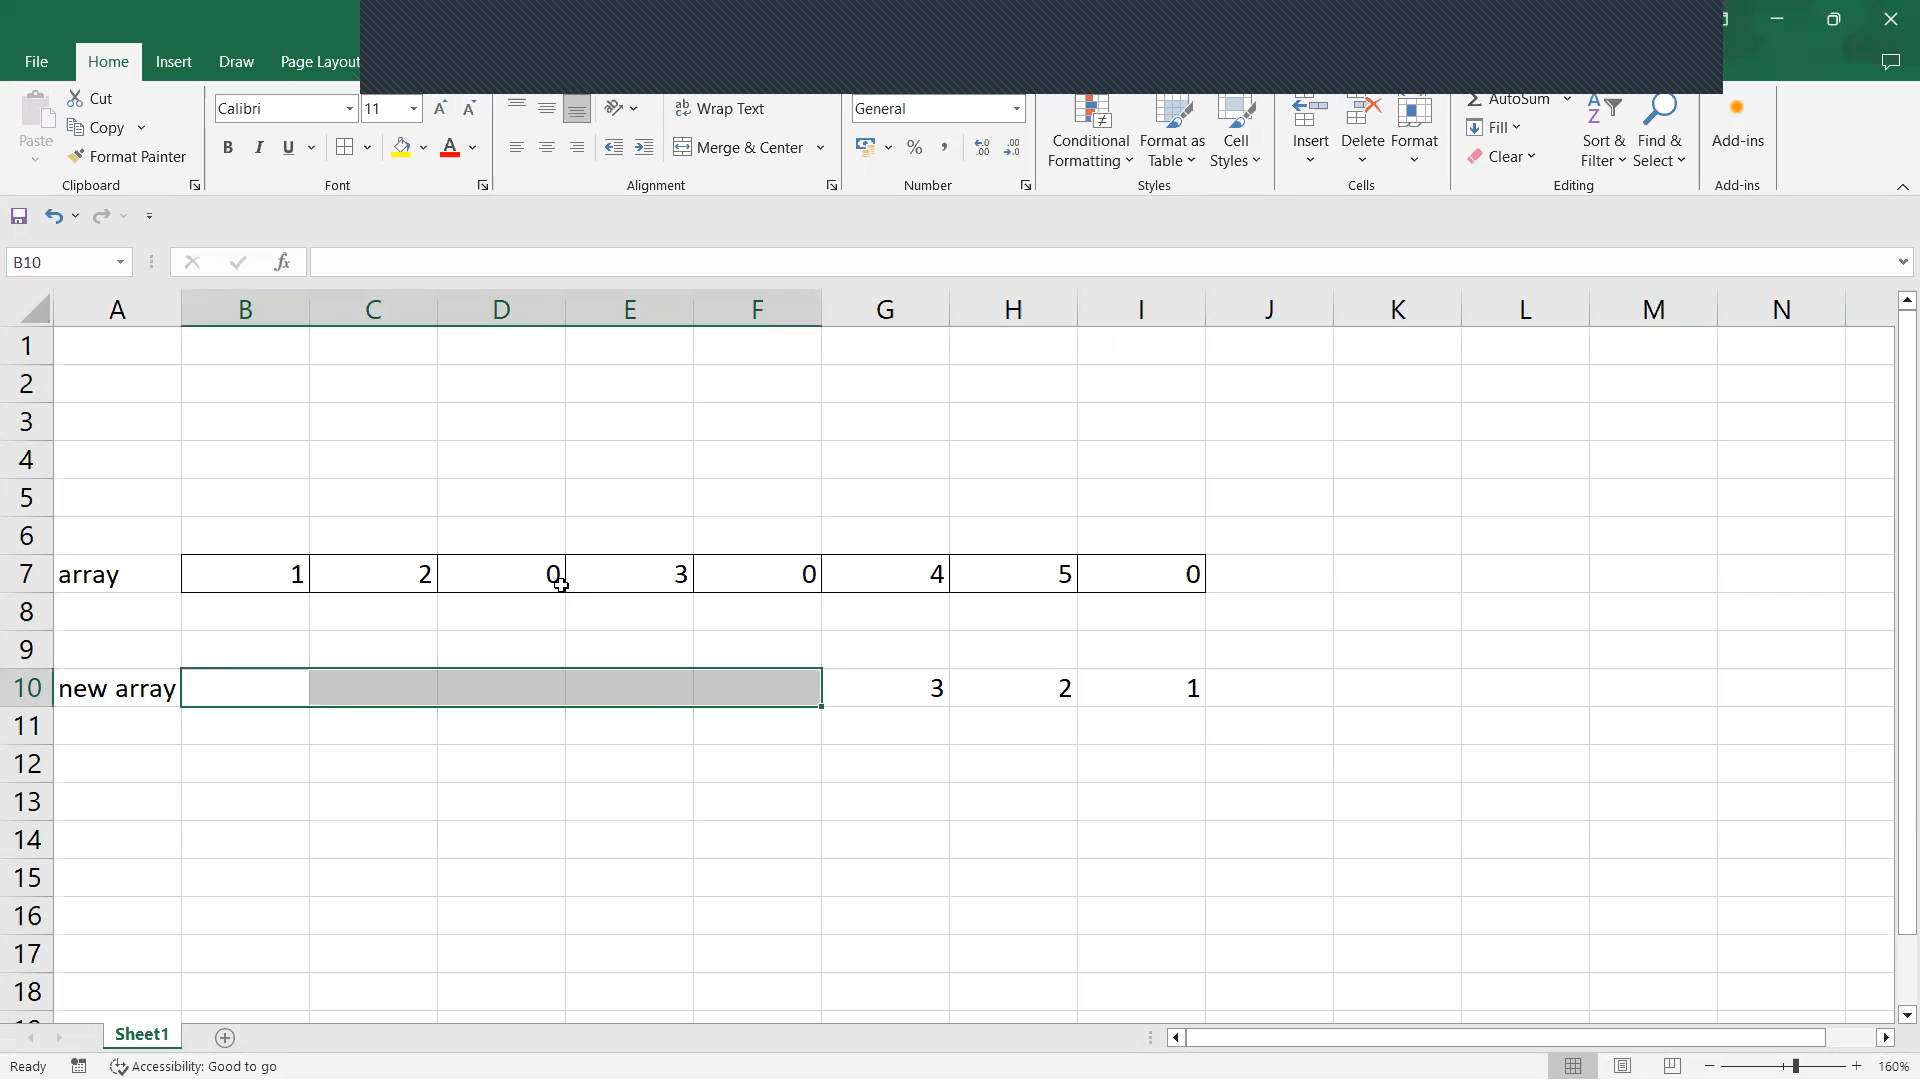 File Home Insert Draw Page Layout
Cut
Copy
Format Painter
Paste
Clipboard
Calibri 11 A A
B I U A
Font
ab Wrap Text
Merge & Center
Alignment
General
% ,
Number
Conditional Formatting
Format as Table
Cell Styles
Styles
Insert Delete Format
Cells
AutoSum
Fill
Clear
Sort & Filter
Find & Select
Editing
Add-ins
Add-ins
B10 fx
A B C D E F G H I J K L M N
1
2
3
4
5
6
7 array 1 2 0 3 0 4 5 0
8
9
10 new array 3 2 1
11
12
13
14
15
16
17
18
Sheet1
Ready Accessibility: Good to go 160%